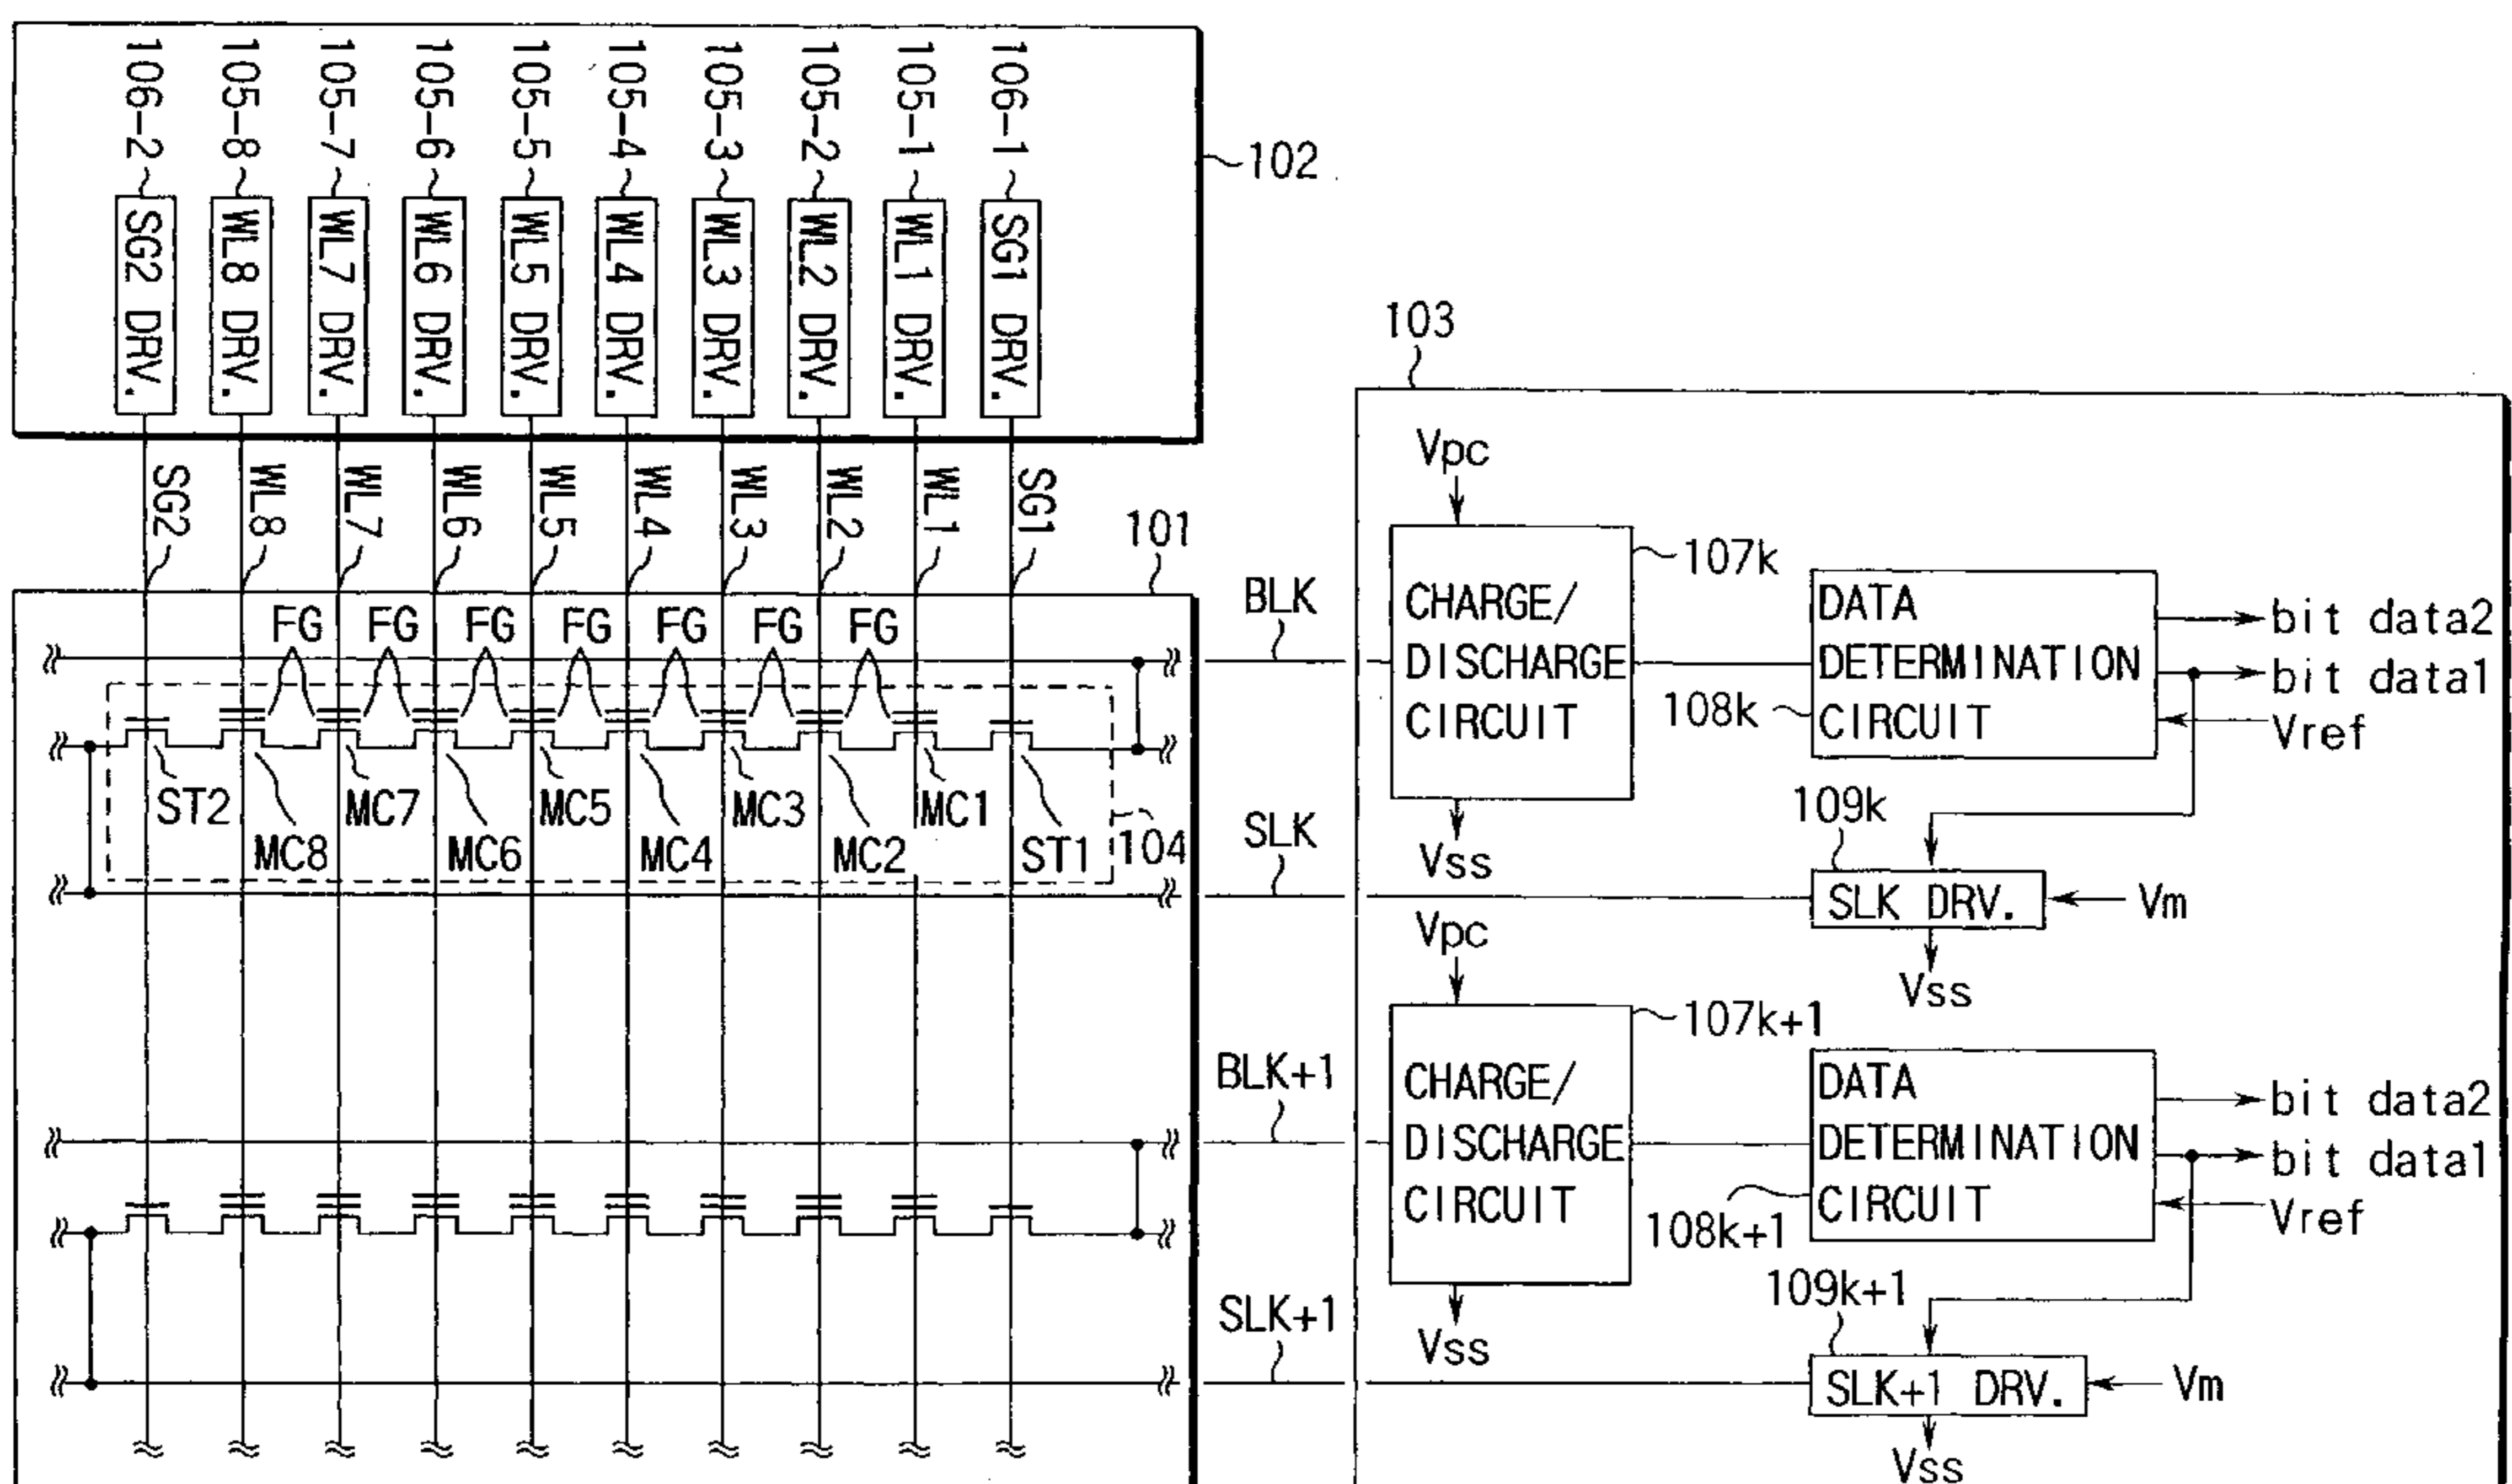 106-2
105-8
105-7
105-6
105-5
105-4
105-3
105-2
105-1
106-1
102
SG2 DRV.
WL8 DRV.
WL7 DRV.
WL6 DRV.
WL5 DRV.
WL4 DRV.
WL3 DRV.
WL2 DRV.
WL1 DRV.
SG1 DRV.
SG2
WL8
WL7
WL6
WL5
WL4
WL3
WL2
WL1
SG1
101
FG FG FG FG FG FG FG
ST2
MC8
MC7
MC6
MC5
MC4
MC3
MC2
MC1
ST1
104
BLK
SLK
BLK+1
SLK+1
103
Vpc
107k
CHARGE/
DISCHARGE
CIRCUIT
Vss
108k
DATA
DETERMINATION
CIRCUIT
bit data2
bit data1
Vref
109k
SLK DRV.
Vm
Vss
Vpc
107k+1
CHARGE/
DISCHARGE
CIRCUIT
Vss
108k+1
DATA
DETERMINATION
CIRCUIT
bit data2
bit data1
Vref
109k+1
SLK+1 DRV.
Vm
Vss